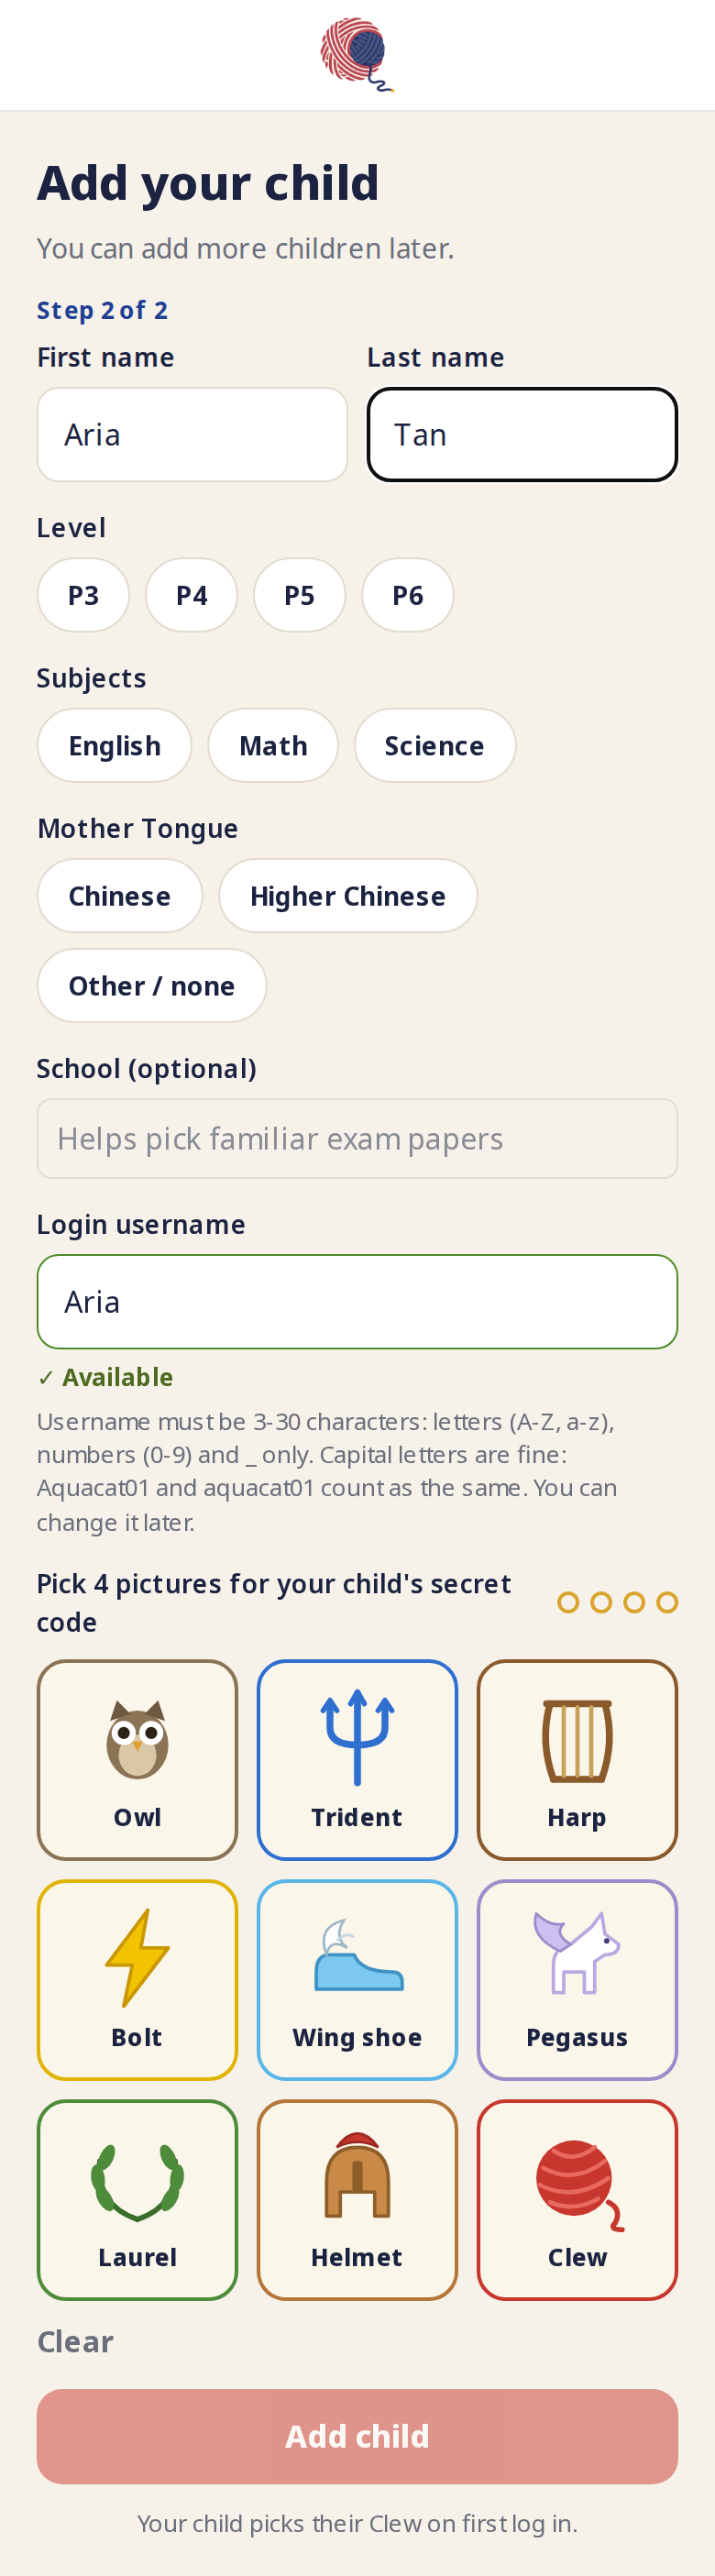 Add your child
You can add more children later.
Step 2 of 2
First name
Last name
Aria
Tan
Level
P3
P4
P5
P6
Subjects
English
Math
Science
Mother Tongue
Chinese
Higher Chinese
Other / none
School (optional)
Helps pick familiar exam papers
Login username
Aria
✓ Available
Username must be 3-30 characters: letters (A-Z, a-z),
numbers (0-9) and _ only. Capital letters are fine:
Aquacat01 and aquacat01 count as the same. You can
change it later.
Pick 4 pictures for your child's secret
code
Owl
Trident
Harp
Bolt
Wing shoe
Pegasus
Laurel
Helmet
Clew
Clear
Add child
Your child picks their Clew on first log in.